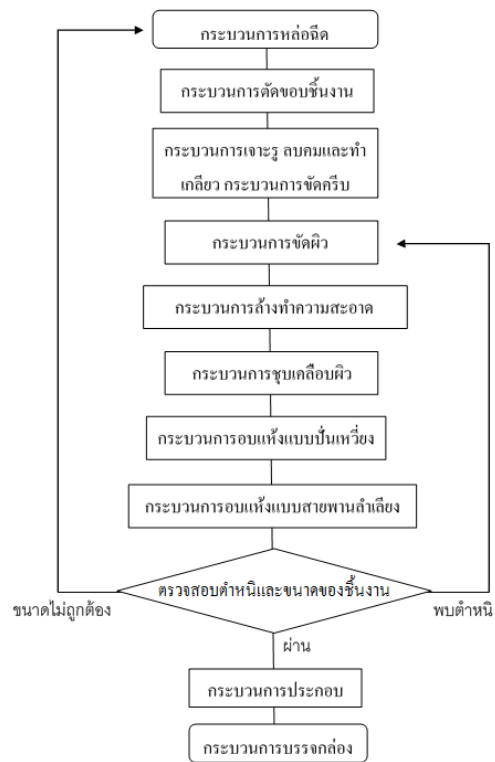 กระบวนการหล่อฉีด
กระบวนการตัดขอบชิ้นงาน
กระบวนการเจาะรู ลบคมและทำ
เกลียว กระบวนการขัดครีบ
กระบวนการขัดผิว
กระบวนการล้างทำความสะอาด
กระบวนการชุบเคลือบผิว
กระบวนการอบแห้งแบบปั่นเหวี่ยง
กระบวนการอบแห้งแบบสายพานลำเลียง
ตรวจสอบตำหนิและขนาดของชิ้นงาน
ขนาดไม่ถูกต้อง
พบตำหนิ
ผ่าน
กระบวนการประกอบ
กระบวนการบรรจกล่อง